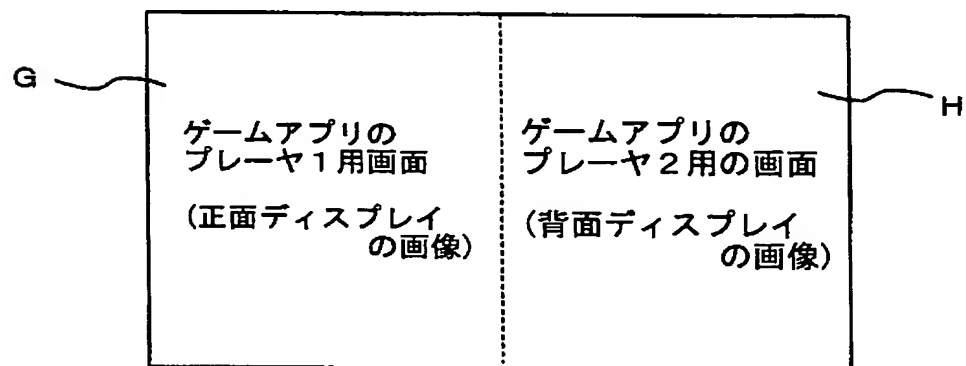 G
ゲームアプリの
プレーヤ1用画面
(正面ディスプレイ
の画像)
ゲームアプリの
プレーヤ2用の画面
(背面ディスプレイ
の画像)
H